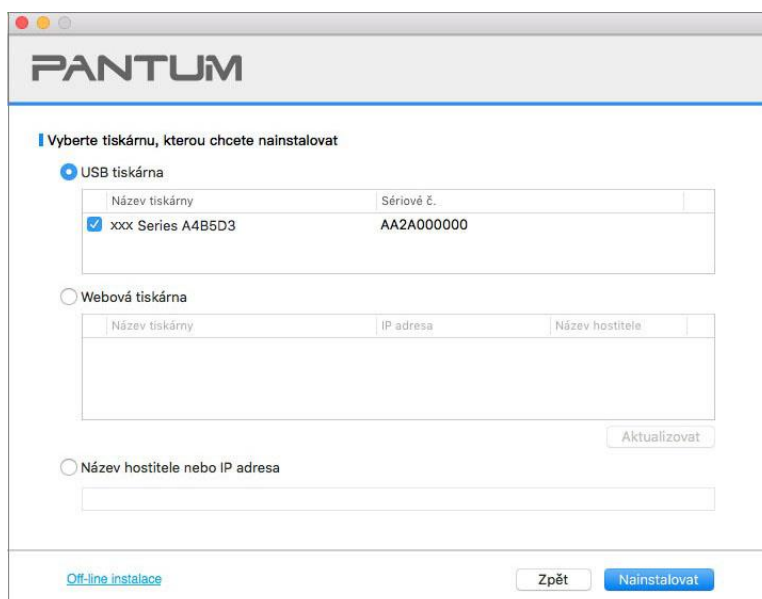 PANTUM
Vyberte tiskárnu, kterou chcete nainstalovat
USB tiskárna
Název tiskárny Sériové č.
xxx Series A4B5D3 AA2A000000
Webová tiskárna
Název tiskárny IP adresa Název hostitele
Aktualizovat
Název hostitele nebo IP adresa
Off-line instalace Zpět Nainstalovat